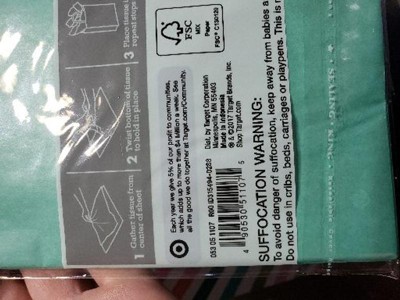 1 Gather tissue from
center of sheet
2 Twist bottom of tissue
to hold in place
3 Place tissue
repeat steps
FSC
MIX
Paper
Each year we give 5% of our profit to communities,
which adds up to more than $4 Million a week. See
all the good we do together at Target.com/Community.
Dist. by Target Corporation
Minneapolis, MN 55403
Made in Indonesia
® & ©2017 Target Brands, Inc.
Shop Target.com
053 05 1107
4 90530 51107 5
SUFFOCATION WARNING:
To avoid danger of suffocation, keep away from babies a
Do not use in cribs, beds, carriages or playpens. This is n